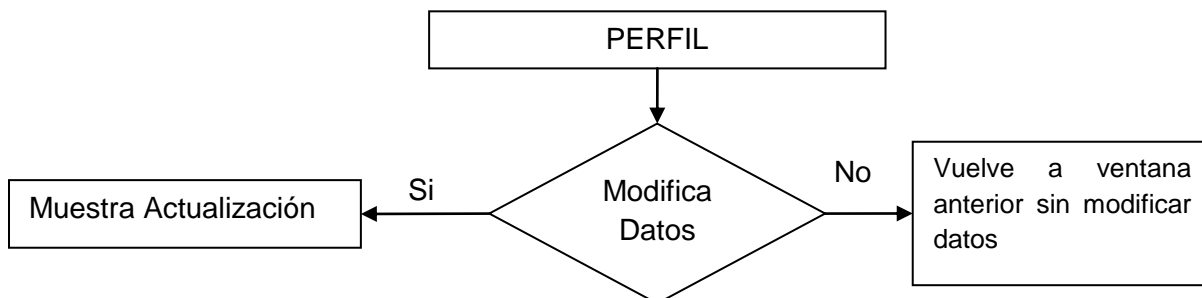 PERFIL
Si
No
Muestra Actualización
Modifica
Datos
Vuelve a ventana
anterior sin modificar
datos